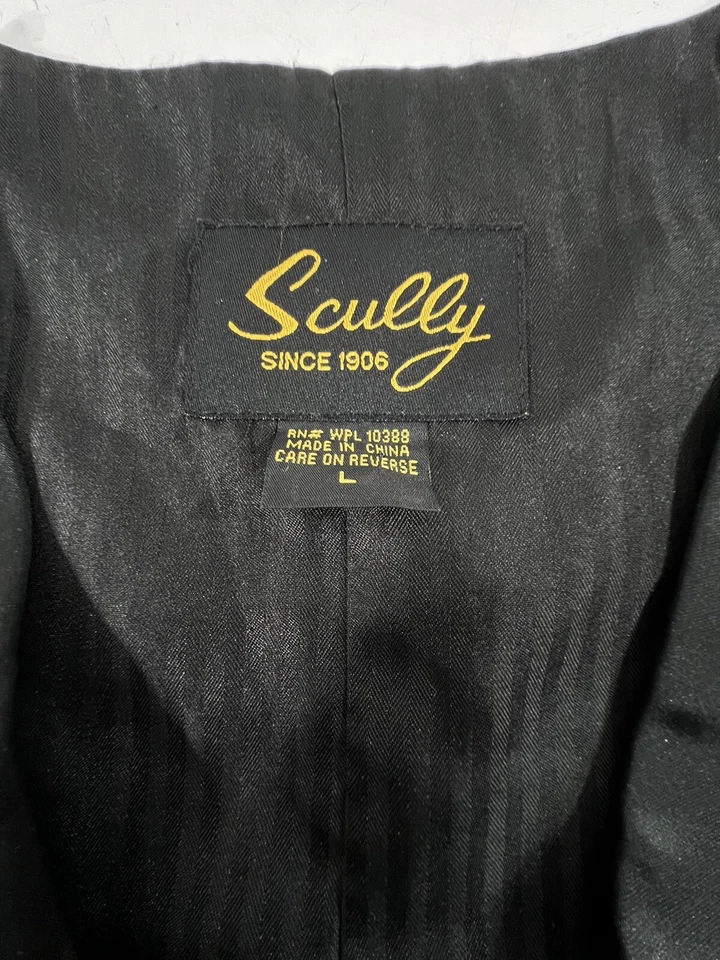 Scully
SINCE 1906
RN# WPL 10388
MADE IN CHINA
CARE ON REVERSE
L